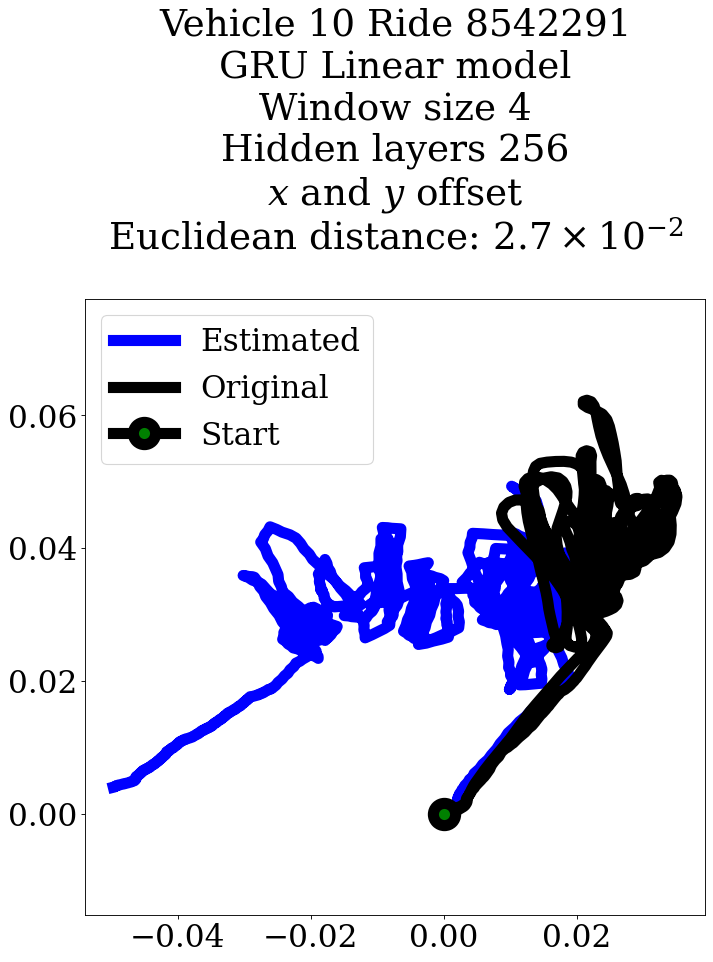 Vehicle 10 Ride 8542291
GRU Linear model
Window size 4
Hidden layers 256
x and y offset
Euclidean distance: 2.7 × 10⁻²
Estimated
Original
Start
0.06
0.04
0.02
0.00
−0.04 −0.02 0.00 0.02